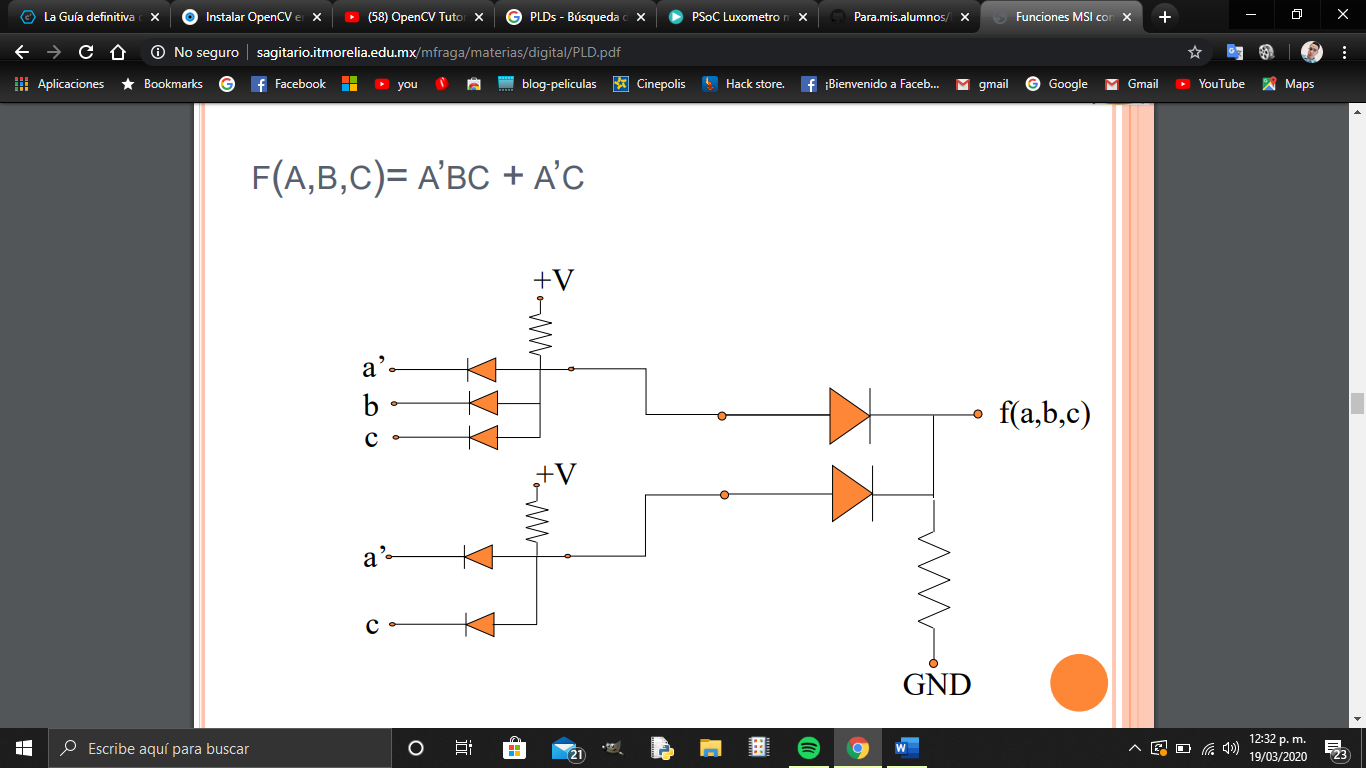 La Guía definitiva
Instalar OpenCV e
(58) OpenCV Tuto
PLDs - Búsqueda
PSoC Luxometro
Para.mis.alumnos/
Funciones MSI con
No seguro | sagitario.itmorelia.edu.mx/mfraga/materias/digital/PLD.pdf
Aplicaciones Bookmarks Facebook you blog-peliculas Cinepolis Hack store. ¡Bienvenido a Faceb... gmail Google Gmail YouTube Maps
F(A,B,C)= A’BC + A’C
+V
a’
b
c
f(a,b,c)
+V
a’
c
GND
Escribe aquí para buscar
21
12:32 p. m.
19/03/2020
23